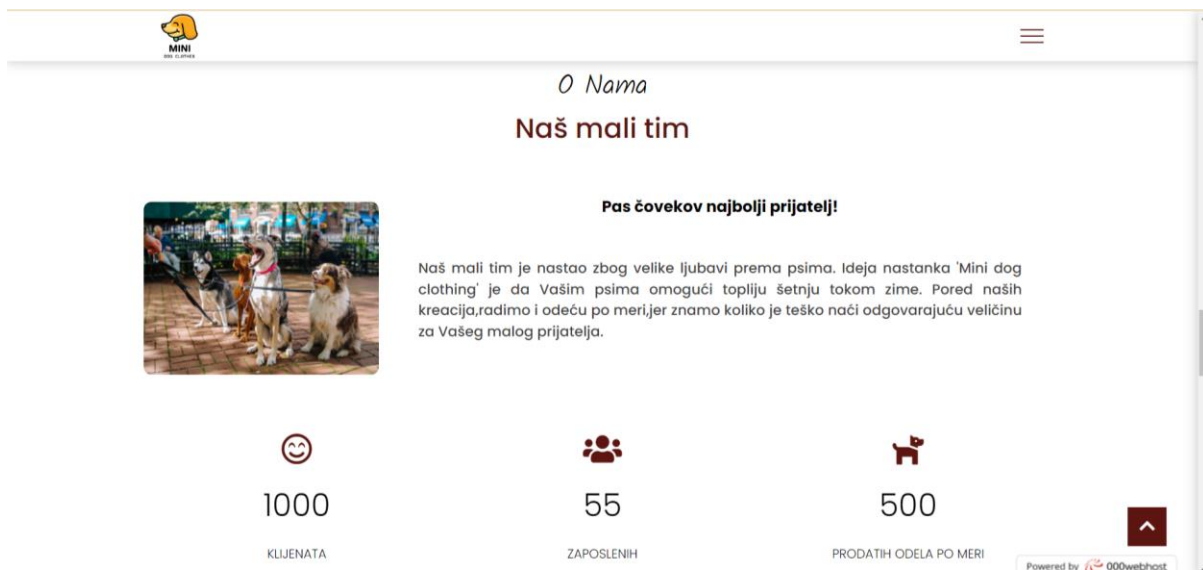 MINI
DOG CLOTHES
O Nama
Naš mali tim
Pas čovekov najbolji prijatelj!
Naš mali tim je nastao zbog velike ljubavi prema psima. Ideja nastanka 'Mini dog
clothing' je da Vašim psima omogući topliju šetnju tokom zime. Pored naših
kreacija,radimo i odeću po meri,jer znamo koliko je teško naći odgovarajuću veličinu
za Vašeg malog prijatelja.
1000
55
500
KLIJENATA
ZAPOSLENIH
PRODATIH ODELA PO MERI
Powered by 000webhost